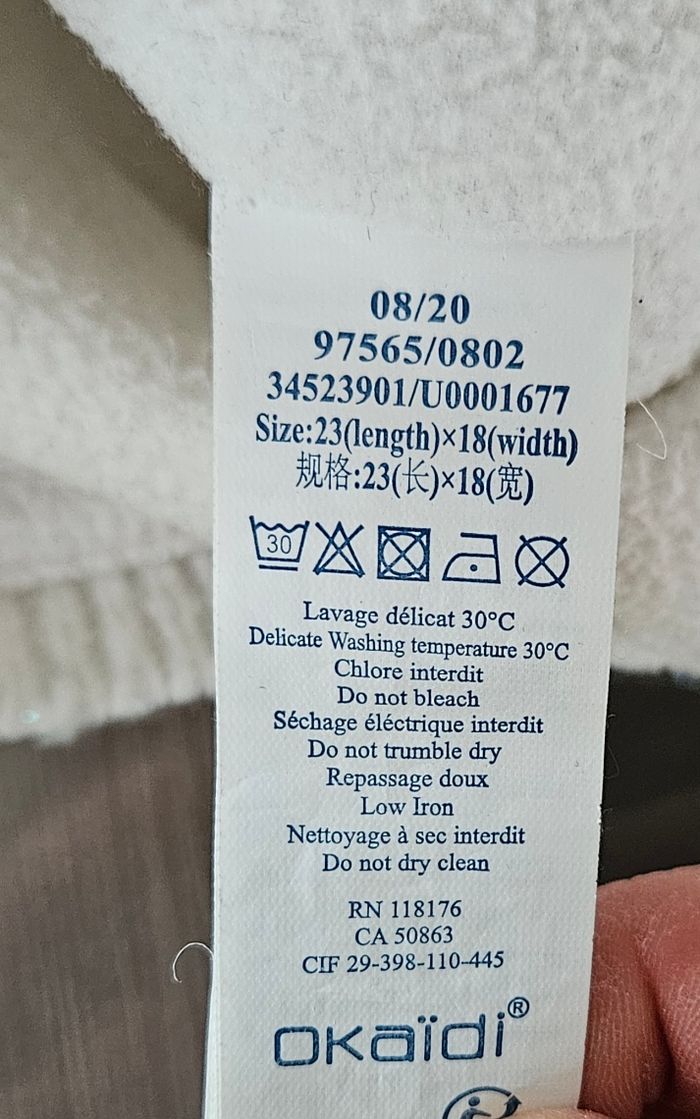 08/20
97565/0802
34523901/U0001677
Size:23(length)×18(width)
规格:23(长)×18(宽)
30
Lavage délicat 30°C
Delicate Washing temperature 30°C
Chlore interdit
Do not bleach
Séchage éléctrique interdit
Do not trumble dry
Repassage doux
Low Iron
Nettoyage à sec interdit
Do not dry clean
RN 118176
CA 50863
CIF 29-398-110-445
okaïdi®